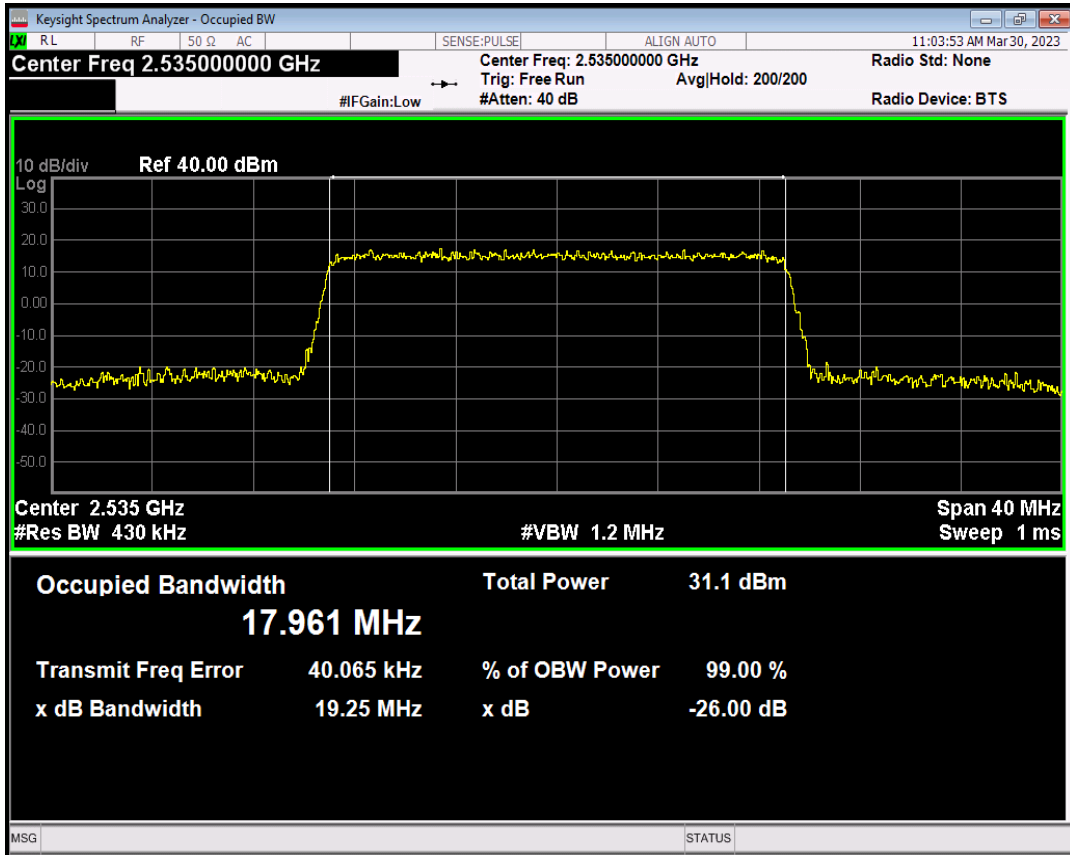 Keysight Spectrum Analyzer - Occupied BW
LXI RL RF 50 Ω AC SENSE:PULSE ALIGN AUTO 11:03:53 AM Mar 30, 2023
Center Freq 2.535000000 GHz Center Freq: 2.535000000 GHz Radio Std: None
Trig: Free Run Avg|Hold: 200/200
#IFGain:Low #Atten: 40 dB Radio Device: BTS
10 dB/div Ref 40.00 dBm
Log
30.0
20.0
10.0
0.00
-10.0
-20.0
-30.0
-40.0
-50.0
Center 2.535 GHz Span 40 MHz
#Res BW 430 kHz #VBW 1.2 MHz Sweep 1 ms
Occupied Bandwidth Total Power 31.1 dBm
17.961 MHz
Transmit Freq Error 40.065 kHz % of OBW Power 99.00 %
x dB Bandwidth 19.25 MHz x dB -26.00 dB
MSG STATUS